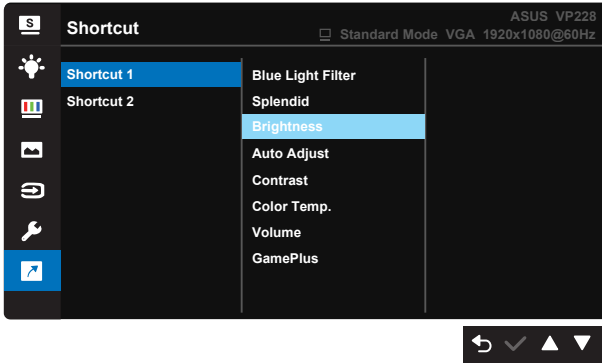 S
Shortcut
ASUS VP228
Standard Mode VGA 1920x1080@60Hz
Shortcut 1
Shortcut 2
Blue Light Filter
Splendid
Brightness
Auto Adjust
Contrast
Color Temp.
Volume
GamePlus